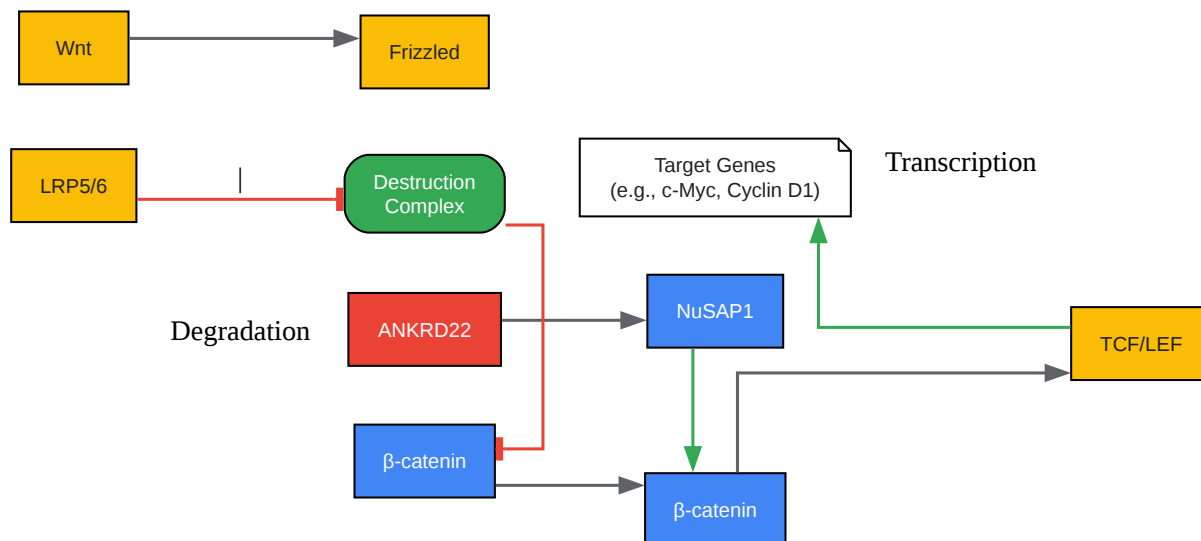 Wnt
Frizzled
LRP5/6
|
Destruction
Complex
Target Genes
(e.g., c-Myc, Cyclin D1)
Transcription
Degradation
ANKRD22
NuSAP1
TCF/LEF
β-catenin
β-catenin